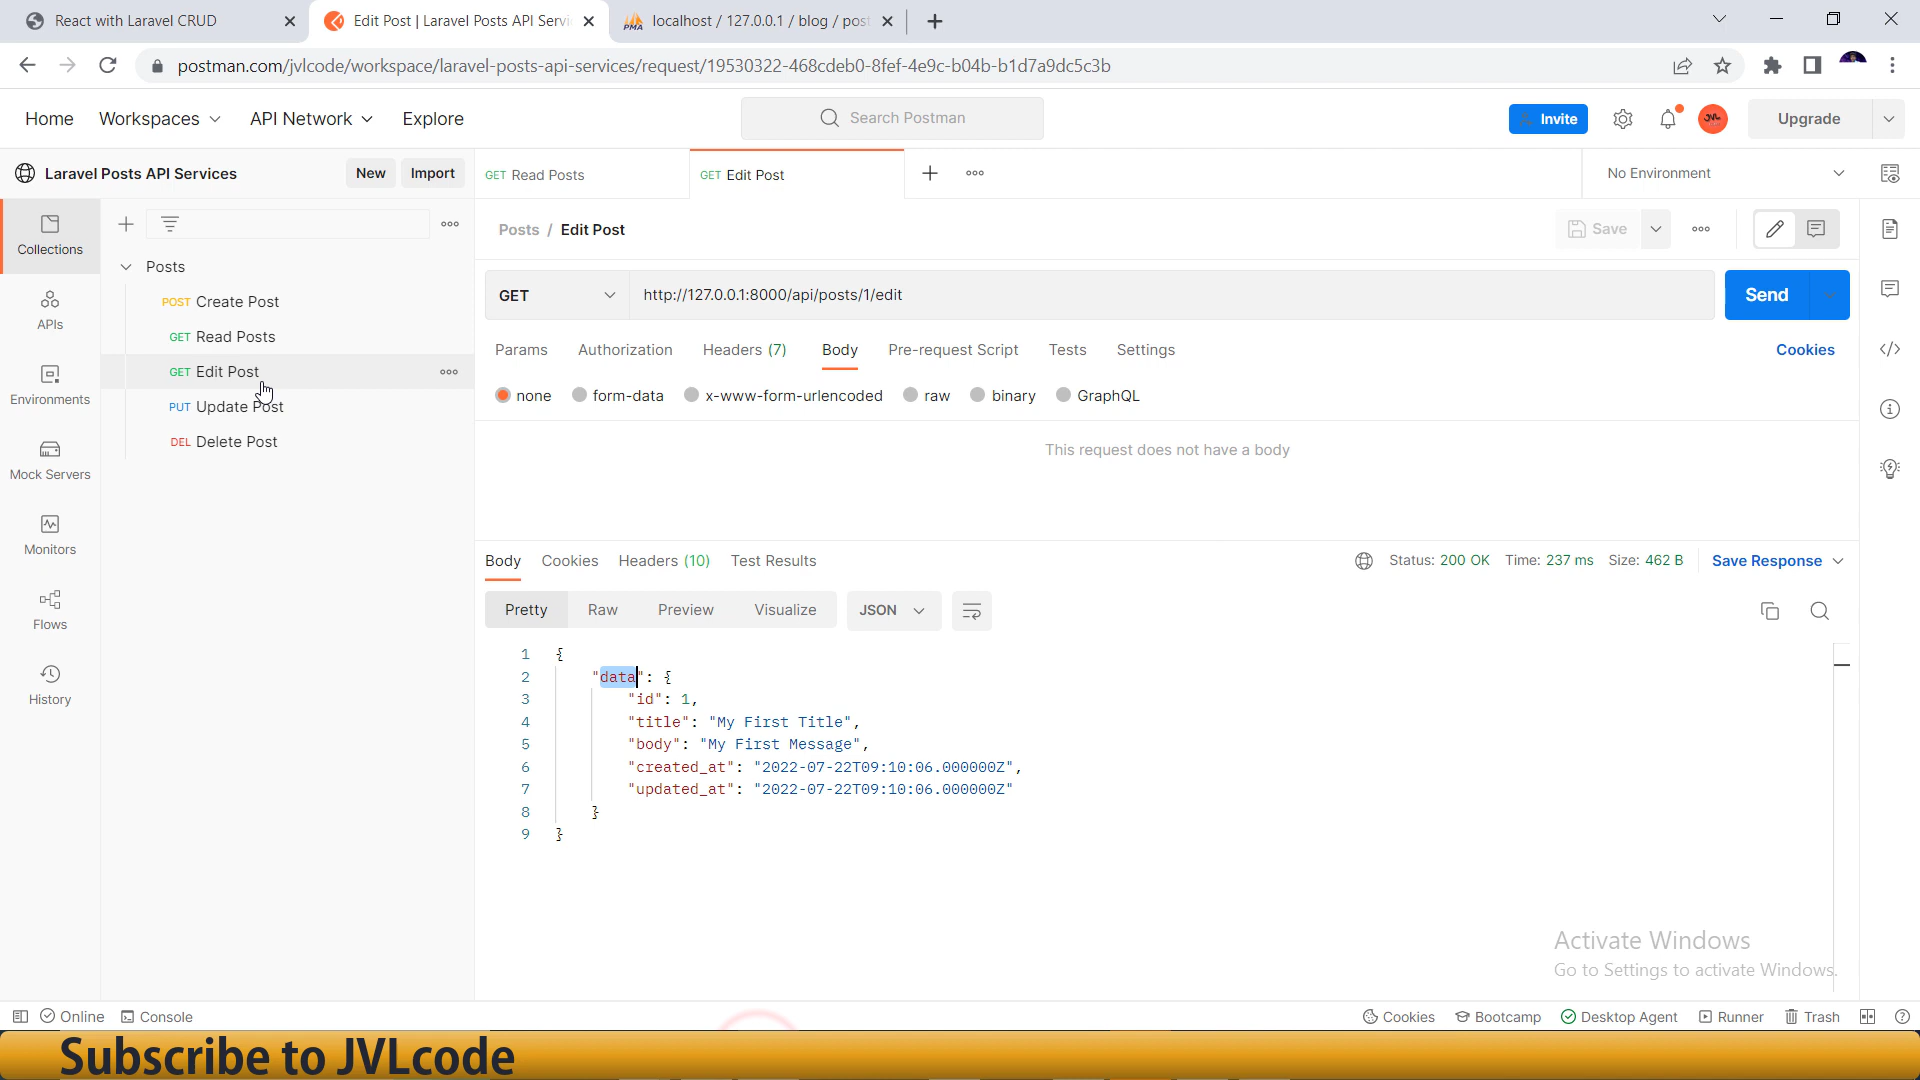 React with Laravel CRUD
Edit Post | Laravel Posts API Servi
PMA
localhost / 127.0.0.1 / blog / post
postman.com/jvlcode/workspace/laravel-posts-api-services/request/19530322-468cdeb0-8fef-4e9c-b04b-b1d7a9dc5c3b
Home
Workspaces
API Network
Explore
Search Postman
Invite
JVL
Upgrade
Laravel Posts API Services
New
Import
GET Read Posts
GET Edit Post
No Environment
Collections
APIs
Environments
Mock Servers
Monitors
Flows
History
Posts
POST Create Post
GET Read Posts
GET Edit Post
PUT Update Post
DEL Delete Post
Posts / Edit Post
Save
GET
http://127.0.0.1:8000/api/posts/1/edit
Send
Params
Authorization
Headers (7)
Body
Pre-request Script
Tests
Settings
Cookies
none
form-data
x-www-form-urlencoded
raw
binary
GraphQL
This request does not have a body
Body
Cookies
Headers (10)
Test Results
Status: 200 OK
Time: 237 ms
Size: 462 B
Save Response
Pretty
Raw
Preview
Visualize
JSON
1 {
2 "data": {
3 "id": 1,
4 "title": "My First Title",
5 "body": "My First Message",
6 "created_at": "2022-07-22T09:10:06.000000Z",
7 "updated_at": "2022-07-22T09:10:06.000000Z"
8 }
9 }
Activate Windows
Go to Settings to activate Windows.
Online
Console
Cookies
Bootcamp
Desktop Agent
Runner
Trash
Subscribe to JVLcode